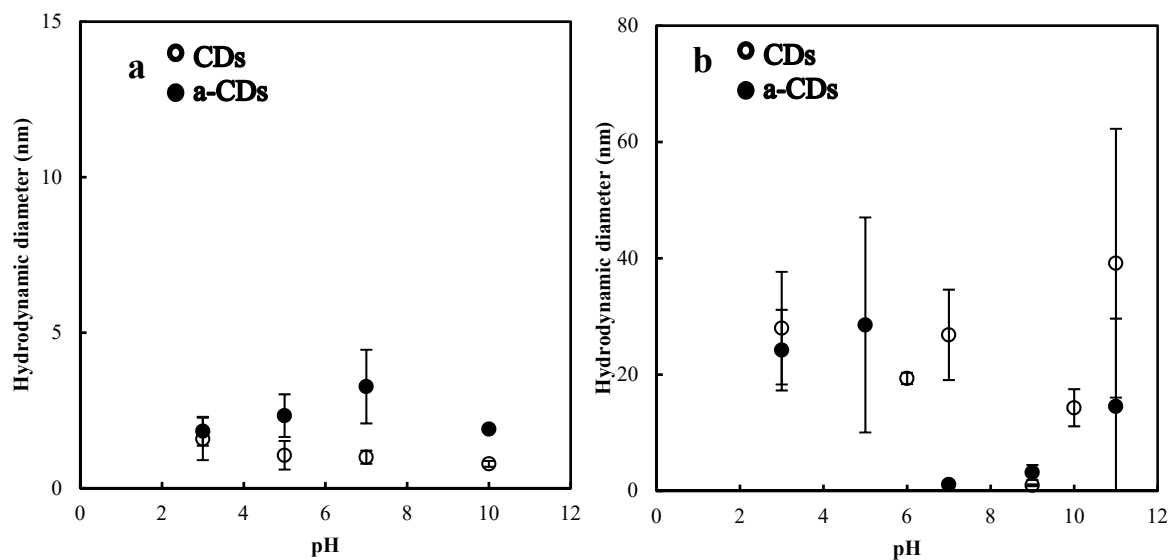 a
CDs
a-CDs
Hydrodynamic diameter (nm)
15
10
5
0
0 2 4 6 8 10 12
pH
b
CDs
a-CDs
Hydrodynamic diameter (nm)
80
60
40
20
0
0 2 4 6 8 10 12
pH